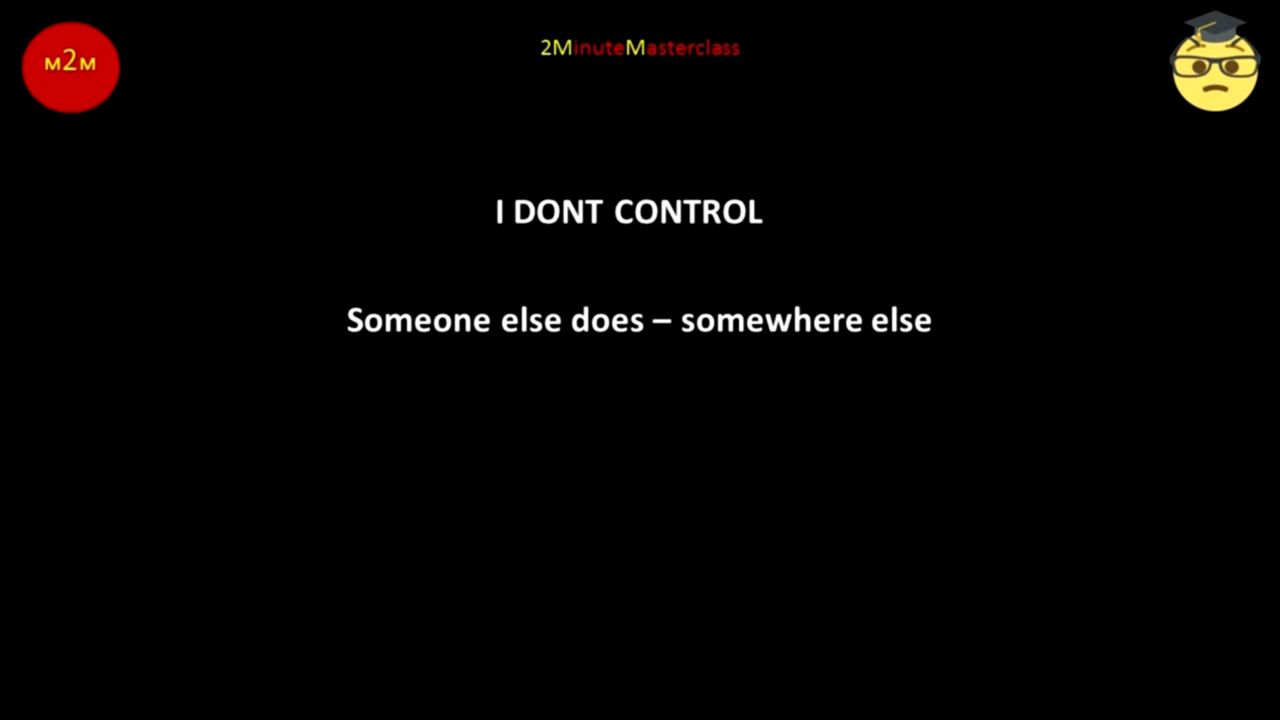 M2M
2MinuteMasterclass
I DONT CONTROL
Someone else does – somewhere else